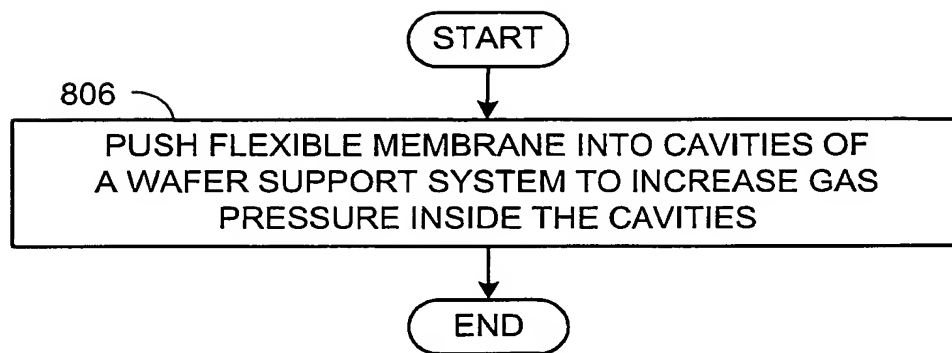 START
806
PUSH FLEXIBLE MEMBRANE INTO CAVITIES OF
A WAFER SUPPORT SYSTEM TO INCREASE GAS
PRESSURE INSIDE THE CAVITIES
END